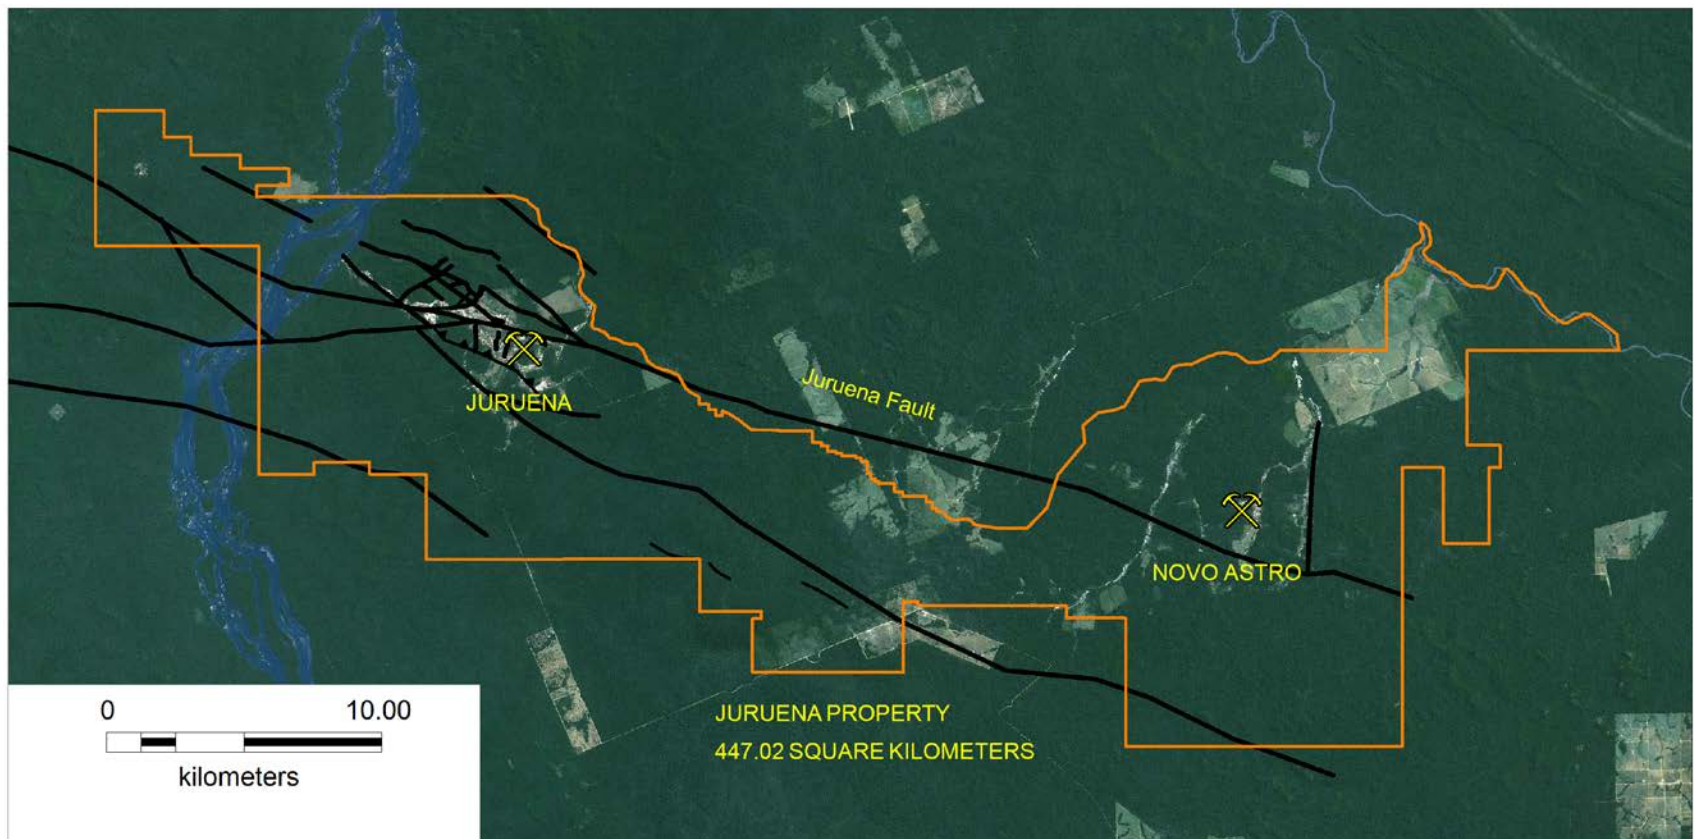 Juruena Fault
JURUENA
NOVO ASTRO
JURUENA PROPERTY
447.02 SQUARE KILOMETERS
0 10.00
kilometers